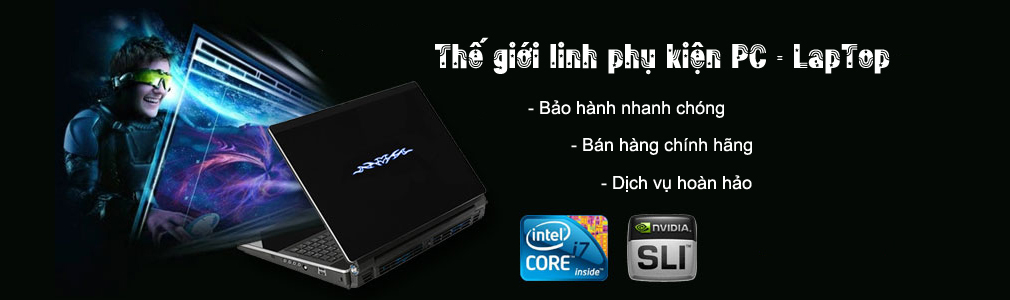 Thế giới linh phụ kiện PC - LapTop
- Bảo hành nhanh chóng
- Bán hàng chính hãng
- Dịch vụ hoàn hảo
intel
i7
CORE
inside™
NVIDIA.
SLI